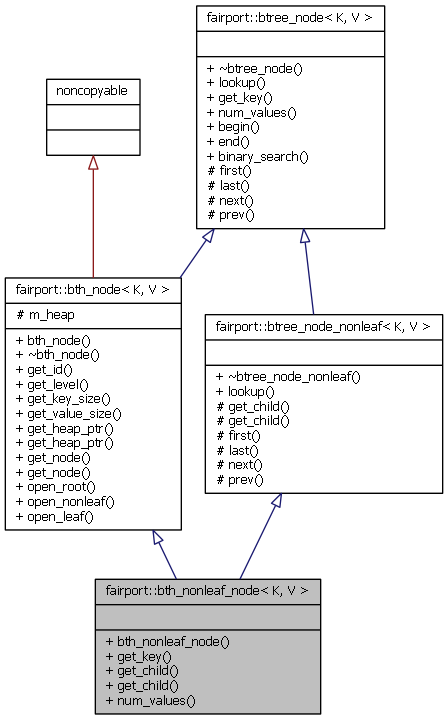 fairport::btree_node< K, V >
+ ~btree_node()
+ lookup()
+ get_key()
+ num_values()
+ begin()
+ end()
+ binary_search()
# first()
# last()
# next()
# prev()
noncopyable
fairport::bth_node< K, V >
# m_heap
+ bth_node()
+ ~bth_node()
+ get_id()
+ get_level()
+ get_key_size()
+ get_value_size()
+ get_heap_ptr()
+ get_heap_ptr()
+ get_node()
+ get_node()
+ open_root()
+ open_nonleaf()
+ open_leaf()
fairport::btree_node_nonleaf< K, V >
+ ~btree_node_nonleaf()
+ lookup()
# get_child()
# get_child()
# first()
# last()
# next()
# prev()
fairport::bth_nonleaf_node< K, V >
+ bth_nonleaf_node()
+ get_key()
+ get_child()
+ get_child()
+ num_values()